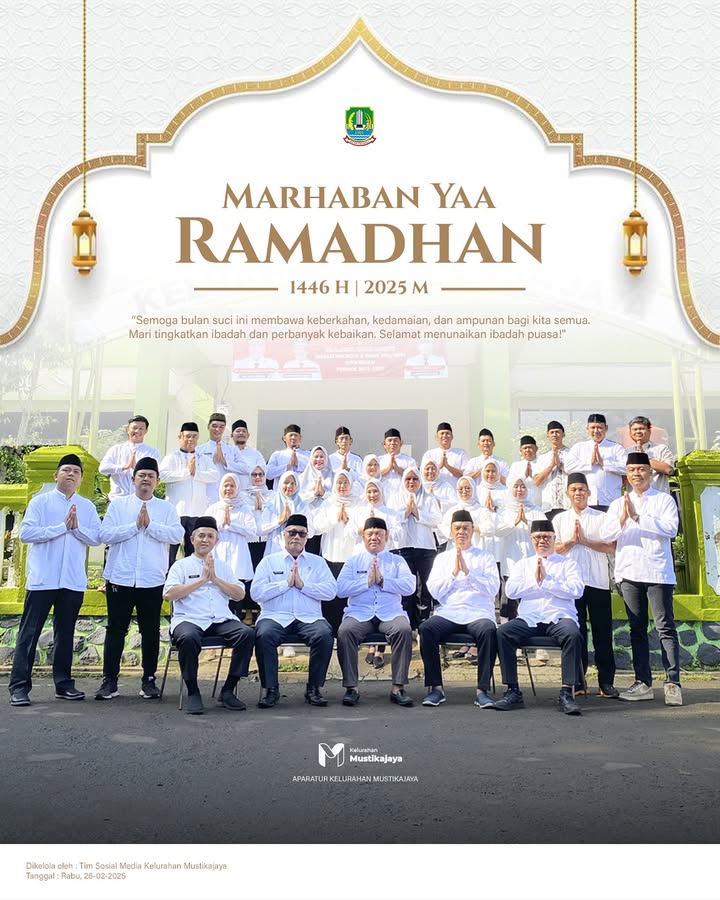 MARHABAN YAA
RAMADHAN
1446 H | 2025 M
"Semoga bulan suci ini membawa keberkahan, kedamaian, dan ampunan bagi kita semua.
Mari tingkatkan ibadah dan perbanyak kebaikan. Selamat menunaikan ibadah puasa!"
Kelurahan
Mustikajaya
APARATUR KELURAHAN MUSTIKAJAYA
Dikelola oleh : Tim Sosial Media Kelurahan Mustikajaya
Tanggal : Rabu, 26-02-2025